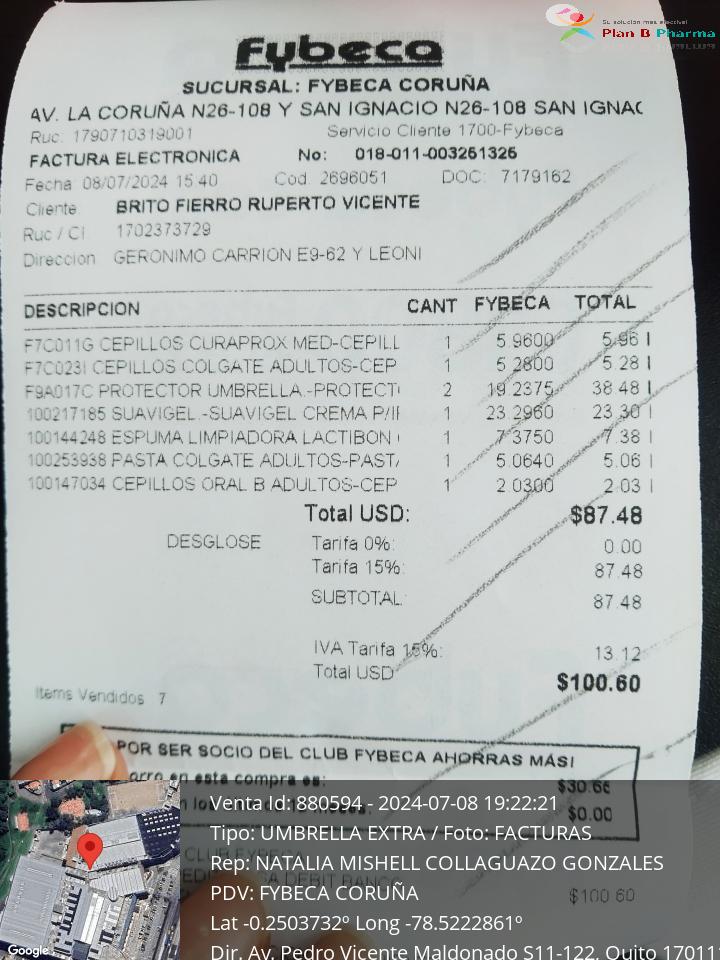 Su solución más efectiva!
Plan B Pharma
Fybeca
SUCURSAL: FYBECA CORUÑA
AV. LA CORUÑA N26-108 Y SAN IGNACIO N26-108 SAN IGNAC
Ruc: 1790710319001 Servicio Cliente 1700-Fybeca
FACTURA ELECTRONICA No: 018-011-003261326
Fecha: 08/07/2024 15:40 Cod: 2696051 DOC: 7179162
Cliente: BRITO FIERRO RUPERTO VICENTE
Ruc / CI 1702373729
Direccion: GERONIMO CARRION E9-62 Y LEONI
DESCRIPCION CANT FYBECA TOTAL
F7C011G CEPILLOS CURAPROX MED-CEPILL 1 5.9600 5.96 I
F7C023I CEPILLOS COLGATE ADULTOS-CEP 1 5.2800 5.28 I
F9A017C PROTECTOR UMBRELLA.-PROTECT 2 19.2375 38.48 I
100217185 SUAVIGEL.-SUAVIGEL CREMA P/I 1 23.2960 23.30 I
100144248 ESPUMA LIMPIADORA LACTIBON 1 7.3750 7.38 I
100253938 PASTA COLGATE ADULTOS-PAST 1 5.0640 5.06 I
100147034 CEPILLOS ORAL B ADULTOS-CEP 1 2.0300 2.03 I
Total USD: $87.48
DESGLOSE Tarifa 0%: 0.00
Tarifa 15%: 87.48
SUBTOTAL: 87.48
IVA Tarifa 15%: 13.12
Total USD $100.60
Items Vendidos 7
POR SER SOCIO DEL CLUB FYBECA AHORRAS MÁS!
orro en esta compra es: $30.66
$0.00
$100.60
Venta Id: 880594 - 2024-07-08 19:22:21
Tipo: UMBRELLA EXTRA / Foto: FACTURAS
Rep: NATALIA MISHELL COLLAGUAZO GONZALES
PDV: FYBECA CORUÑA
Lat -0.2503732º Long -78.5222861º
Dir. Av. Pedro Vicente Maldonado S11-122, Quito 17011
Google